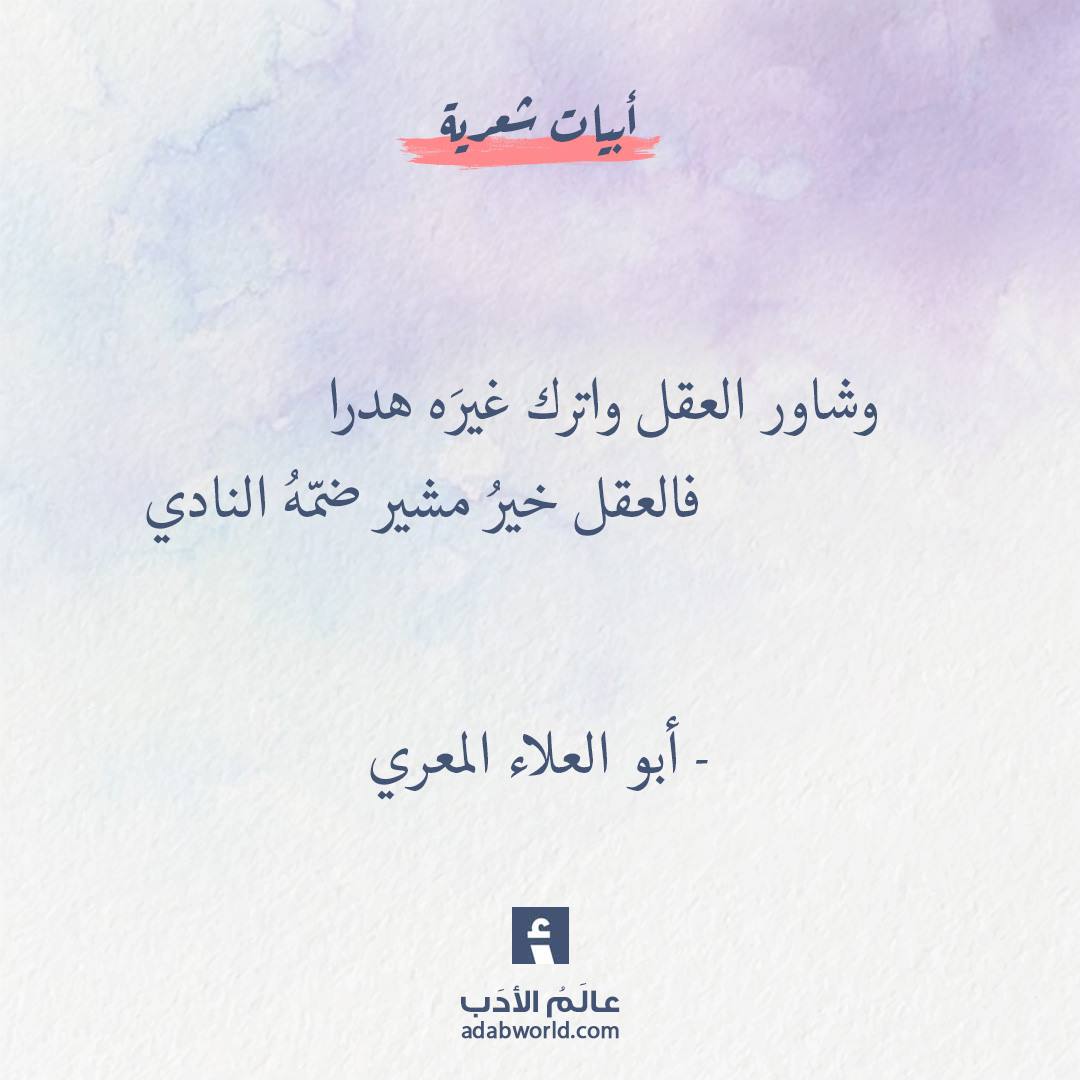 أبيات شعرية
وشاور العقل واترك غيرَه هدرا
فالعقل خيرُ مشير ضمّهُ النادي
- أبو العلاء المعري
أ
عالَمُ الأدَب
adabworld.com